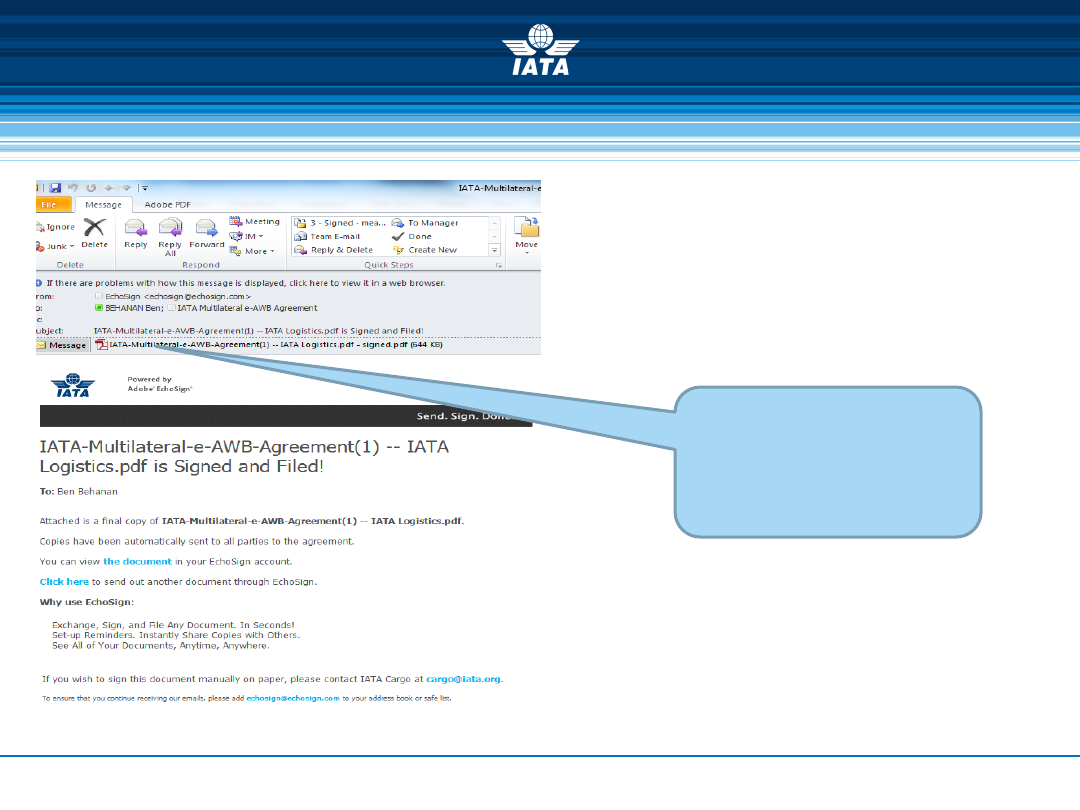 IATA
IATA-Multilateral-e
File Message Adobe PDF
Ignore
Junk
Delete
Reply
Reply All
Forward
Meeting
IM
More
3 - Signed - mea...
Team E-mail
Reply & Delete
To Manager
Done
Create New
Move
Delete Respond Quick Steps
If there are problems with how this message is displayed, click here to view it in a web browser.
rom: EchoSign <echosign@echosign.com>
o: BEHANAN Ben; IATA Multilateral e-AWB Agreement
c:
ubject: IATA-Multilateral-e-AWB-Agreement(1) -- IATA Logistics.pdf is Signed and Filed!
Message IATA-Multilateral-e-AWB-Agreement(1) -- IATA Logistics.pdf - signed.pdf (644 KB)
IATA
Powered by
Adobe® EchoSign®
Send. Sign. Done.
IATA-Multilateral-e-AWB-Agreement(1) -- IATA
Logistics.pdf is Signed and Filed!
To: Ben Behanan
Attached is a final copy of IATA-Multilateral-e-AWB-Agreement(1) -- IATA Logistics.pdf.
Copies have been automatically sent to all parties to the agreement.
You can view the document in your EchoSign account.
Click here to send out another document through EchoSign.
Why use EchoSign:
Exchange, Sign, and File Any Document. In Seconds!
Set-up Reminders. Instantly Share Copies with Others.
See All of Your Documents, Anytime, Anywhere.
If you wish to sign this document manually on paper, please contact IATA Cargo at cargo@iata.org.
To ensure that you continue receiving our emails, please add echosign@echosign.com to your address book or safe list.